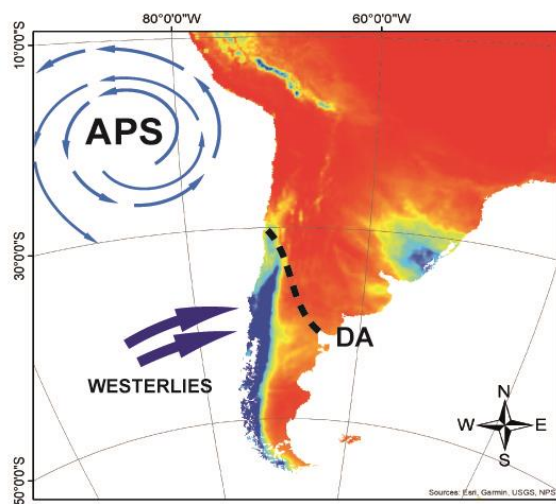 80°0'0"W 60°0'0"W
10°0'0"S
APS
30°0'0"S
DA
WESTERLIES
N
W E
S
50°0'0"S
Sources: Esri, Garmin, USGS, NPS